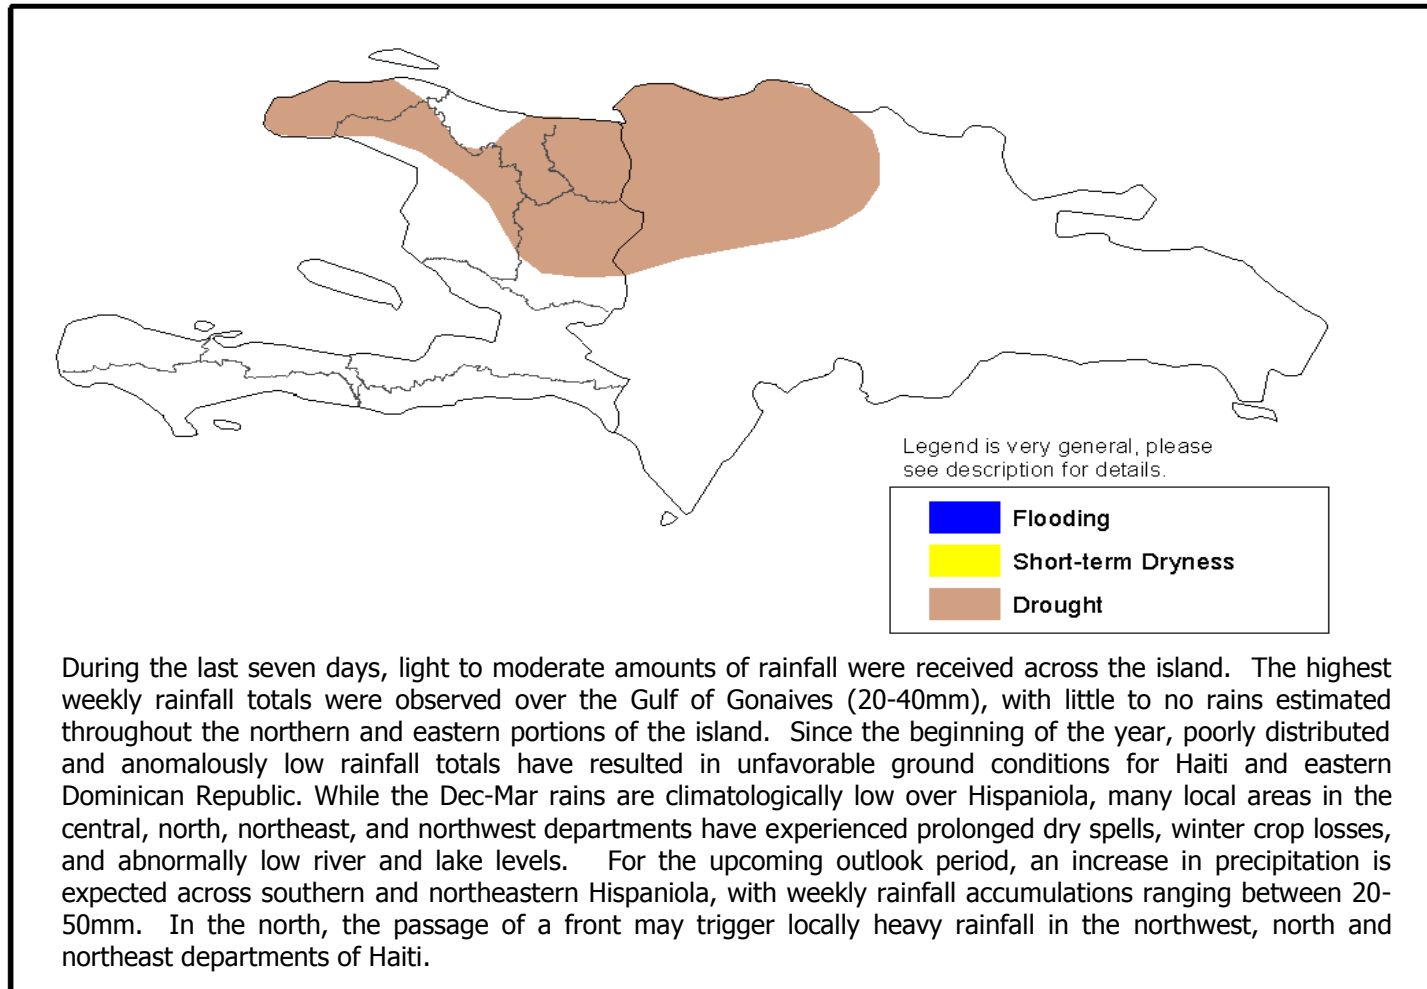 Legend is very general, please
see description for details.
Flooding
Short-term Dryness
Drought
During the last seven days, light to moderate amounts of rainfall were received across the island. The highest
weekly rainfall totals were observed over the Gulf of Gonaives (20-40mm), with little to no rains estimated
throughout the northern and eastern portions of the island. Since the beginning of the year, poorly distributed
and anomalously low rainfall totals have resulted in unfavorable ground conditions for Haiti and eastern
Dominican Republic. While the Dec-Mar rains are climatologically low over Hispaniola, many local areas in the
central, north, northeast, and northwest departments have experienced prolonged dry spells, winter crop losses,
and abnormally low river and lake levels. For the upcoming outlook period, an increase in precipitation is
expected across southern and northeastern Hispaniola, with weekly rainfall accumulations ranging between 20-
50mm. In the north, the passage of a front may trigger locally heavy rainfall in the northwest, north and
northeast departments of Haiti.